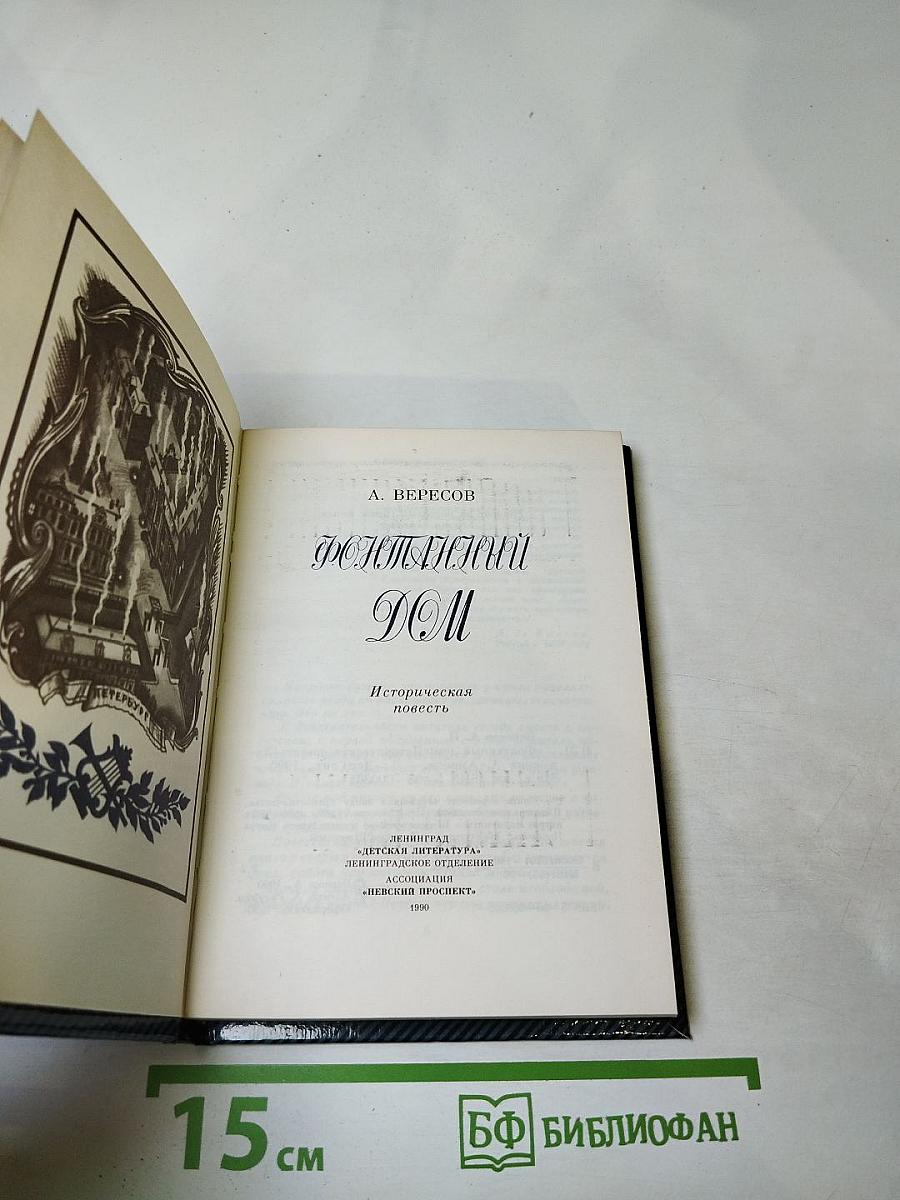 ПЕТЕРБУРГ
А. ВЕРЕСОВ
ФОНТАННЫЙ
ДОМ
Историческая
повесть
ЛЕНИНГРАД
«ДЕТСКАЯ ЛИТЕРАТУРА»
ЛЕНИНГРАДСКОЕ ОТДЕЛЕНИЕ
АССОЦИАЦИЯ
«НЕВСКИЙ ПРОСПЕКТ»
1990
15 см
БФ БИБЛИОФАН